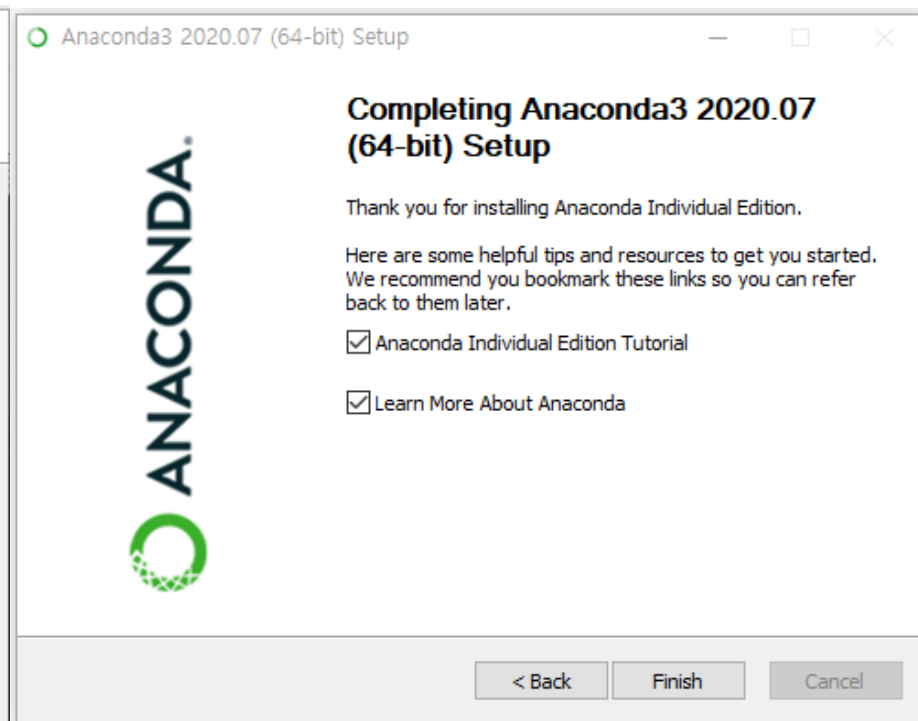 Anaconda3 2020.07 (64-bit) Setup
ANACONDA.
Completing Anaconda3 2020.07
(64-bit) Setup
Thank you for installing Anaconda Individual Edition.
Here are some helpful tips and resources to get you started.
We recommend you bookmark these links so you can refer
back to them later.
Anaconda Individual Edition Tutorial
Learn More About Anaconda
< Back
Finish
Cancel